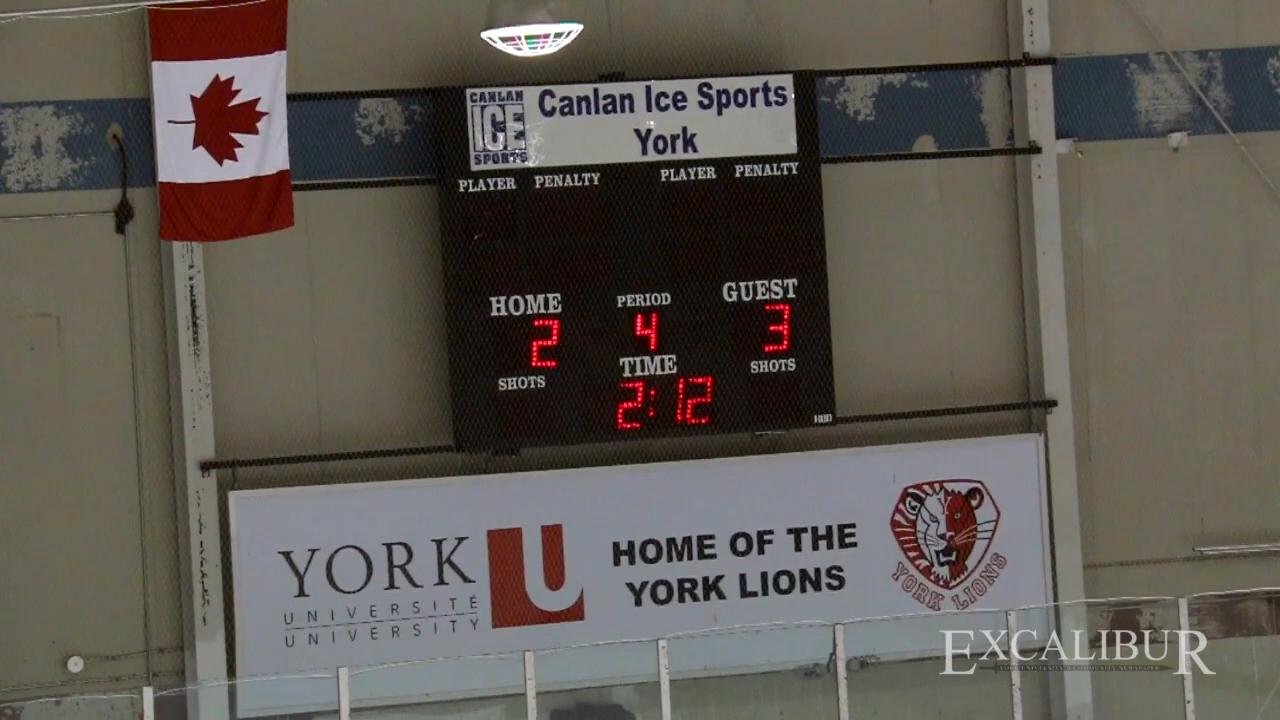 CANLAN
ICE
SPORTS
Canlan Ice Sports
York
PLAYER PENALTY PLAYER PENALTY
HOME PERIOD GUEST
2 4 3
SHOTS TIME SHOTS
2:12
YORK U
UNIVERSITÉ
UNIVERSITY
HOME OF THE
YORK LIONS
YORK LIONS
EXCALIBUR